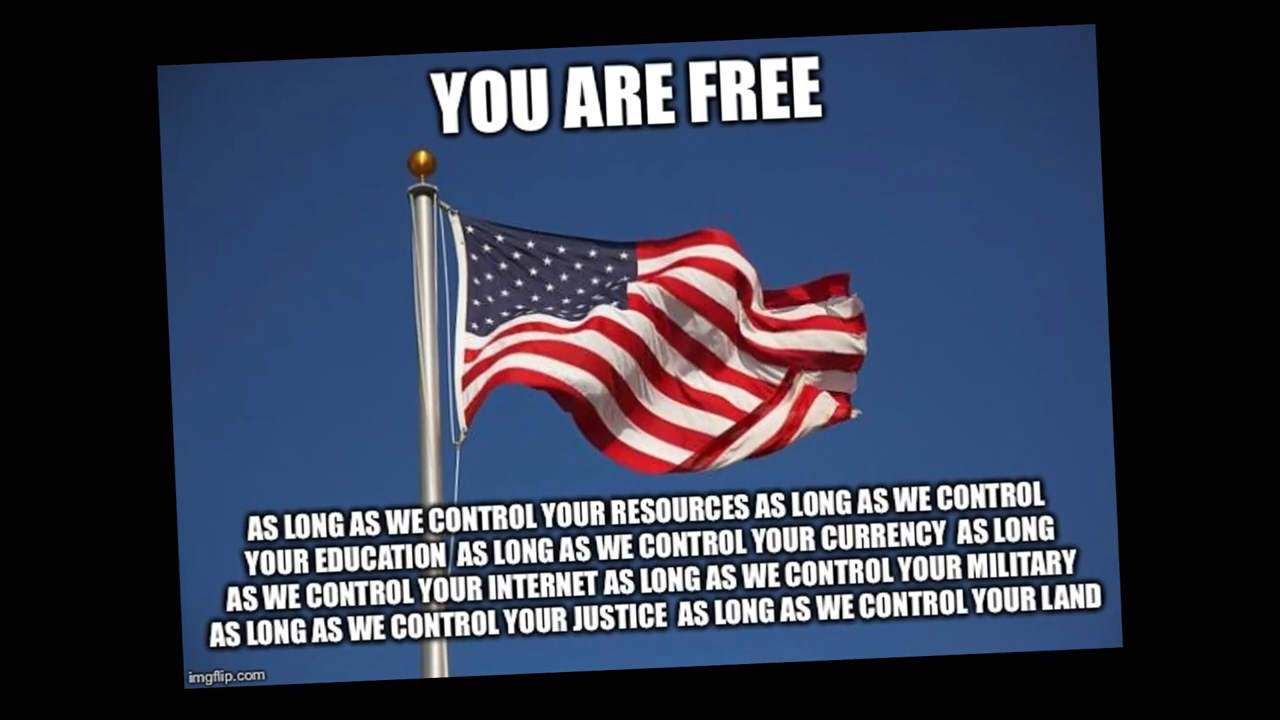 YOU ARE FREE
AS LONG AS WE CONTROL YOUR RESOURCES AS LONG AS WE CONTROL
YOUR EDUCATION AS LONG AS WE CONTROL YOUR CURRENCY AS LONG
AS WE CONTROL YOUR INTERNET AS LONG AS WE CONTROL YOUR MILITARY
AS LONG AS WE CONTROL YOUR JUSTICE AS LONG AS WE CONTROL YOUR LAND
imgflip.com